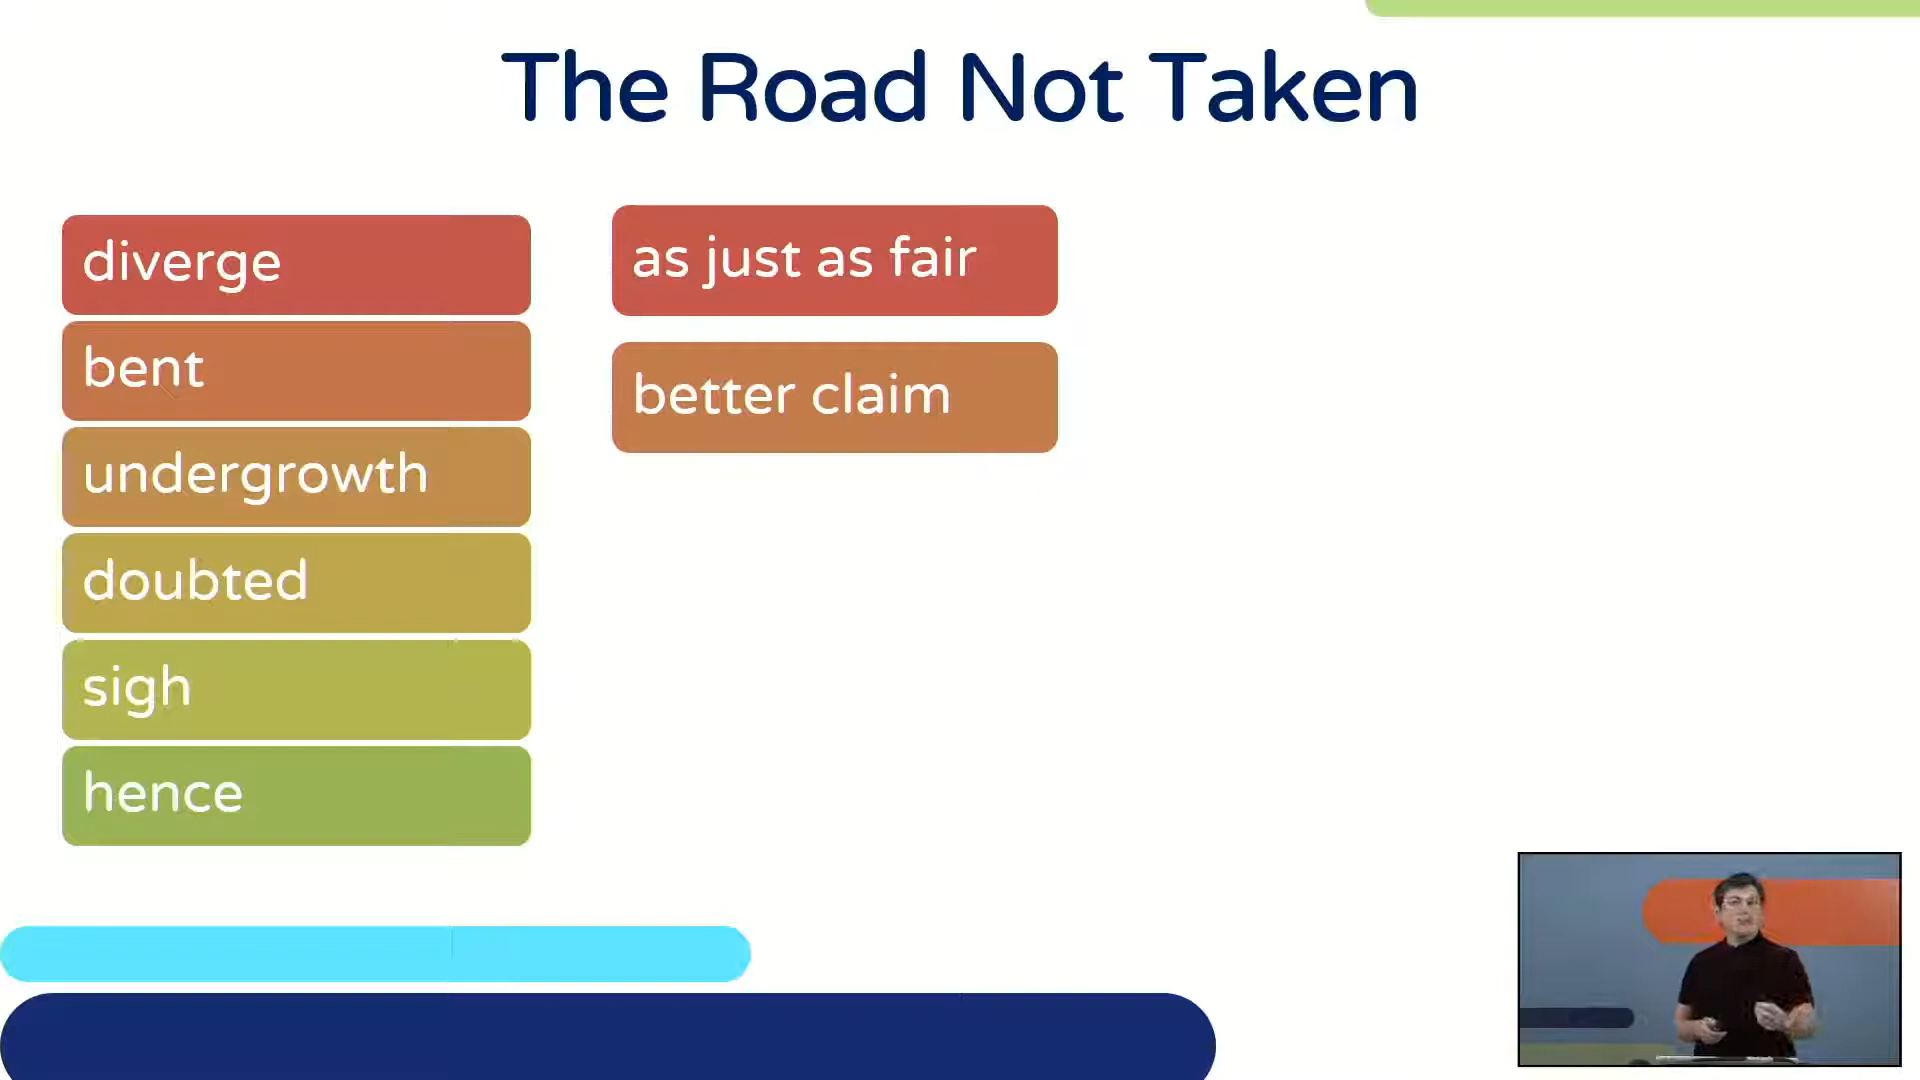 The Road Not Taken
diverge
bent
undergrowth
doubted
sigh
hence
as just as fair
better claim